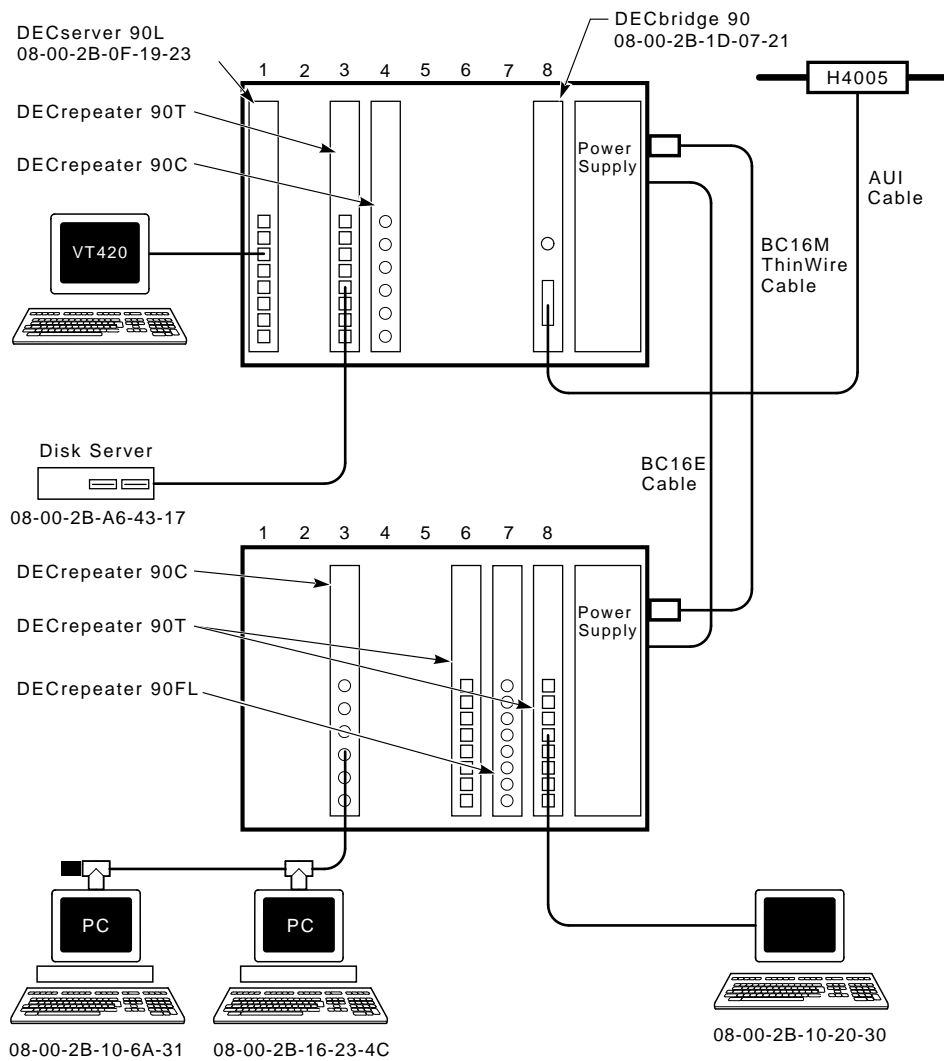 DECserver 90L
08-00-2B-0F-19-23
DECbridge 90
08-00-2B-1D-07-21
1 2 3 4 5 6 7 8
H4005
DECrepeater 90T
DECrepeater 90C
Power
Supply
AUI
Cable
VT420
BC16M
ThinWire
Cable
Disk Server
08-00-2B-A6-43-17
BC16E
Cable
1 2 3 4 5 6 7 8
DECrepeater 90C
DECrepeater 90T
DECrepeater 90FL
Power
Supply
PC
PC
08-00-2B-10-6A-31
08-00-2B-16-23-4C
08-00-2B-10-20-30